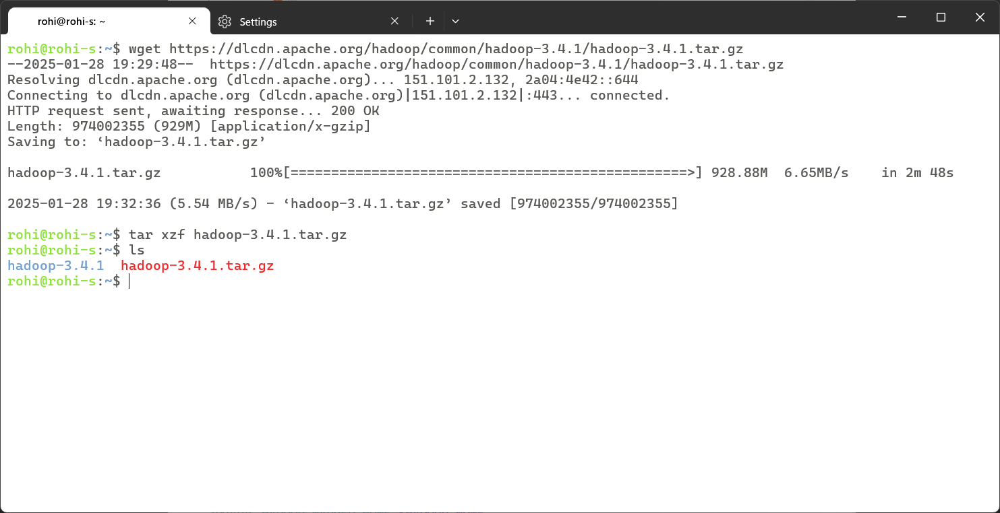 rohi@rohi-s: ~
Settings
rohi@rohi-s:~$ wget https://dlcdn.apache.org/hadoop/common/hadoop-3.4.1/hadoop-3.4.1.tar.gz
--2025-01-28 19:29:48--  https://dlcdn.apache.org/hadoop/common/hadoop-3.4.1/hadoop-3.4.1.tar.gz
Resolving dlcdn.apache.org (dlcdn.apache.org)... 151.101.2.132, 2a04:4e42::644
Connecting to dlcdn.apache.org (dlcdn.apache.org)|151.101.2.132|:443... connected.
HTTP request sent, awaiting response... 200 OK
Length: 974002355 (929M) [application/x-gzip]
Saving to: ‘hadoop-3.4.1.tar.gz’
hadoop-3.4.1.tar.gz           100%[=================================================>] 928.88M  6.65MB/s    in 2m 48s
2025-01-28 19:32:36 (5.54 MB/s) - ‘hadoop-3.4.1.tar.gz’ saved [974002355/974002355]
rohi@rohi-s:~$ tar xzf hadoop-3.4.1.tar.gz
rohi@rohi-s:~$ ls
hadoop-3.4.1  hadoop-3.4.1.tar.gz
rohi@rohi-s:~$